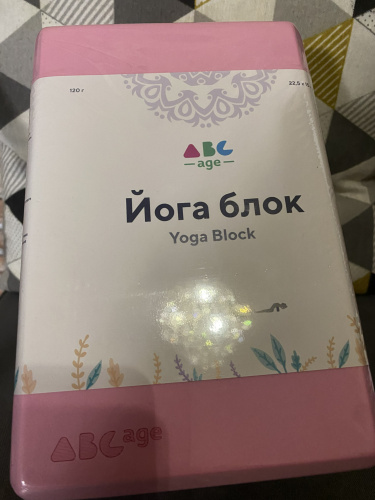 120 г
22,5 x
ABC
age
Йога блок
Yoga Block
ABC age